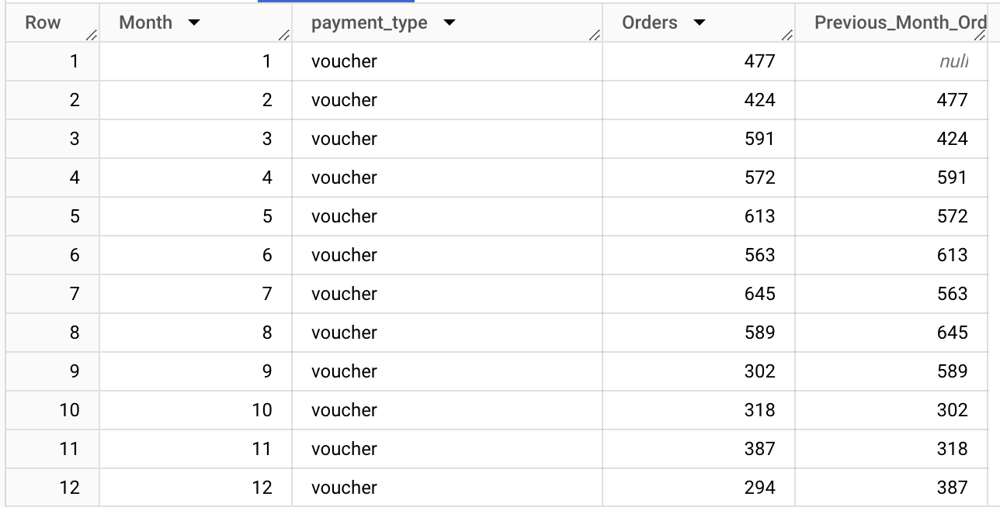 Row Month payment_type Orders Previous_Month_Ord
1 1 voucher 477 null
2 2 voucher 424 477
3 3 voucher 591 424
4 4 voucher 572 591
5 5 voucher 613 572
6 6 voucher 563 613
7 7 voucher 645 563
8 8 voucher 589 645
9 9 voucher 302 589
10 10 voucher 318 302
11 11 voucher 387 318
12 12 voucher 294 387